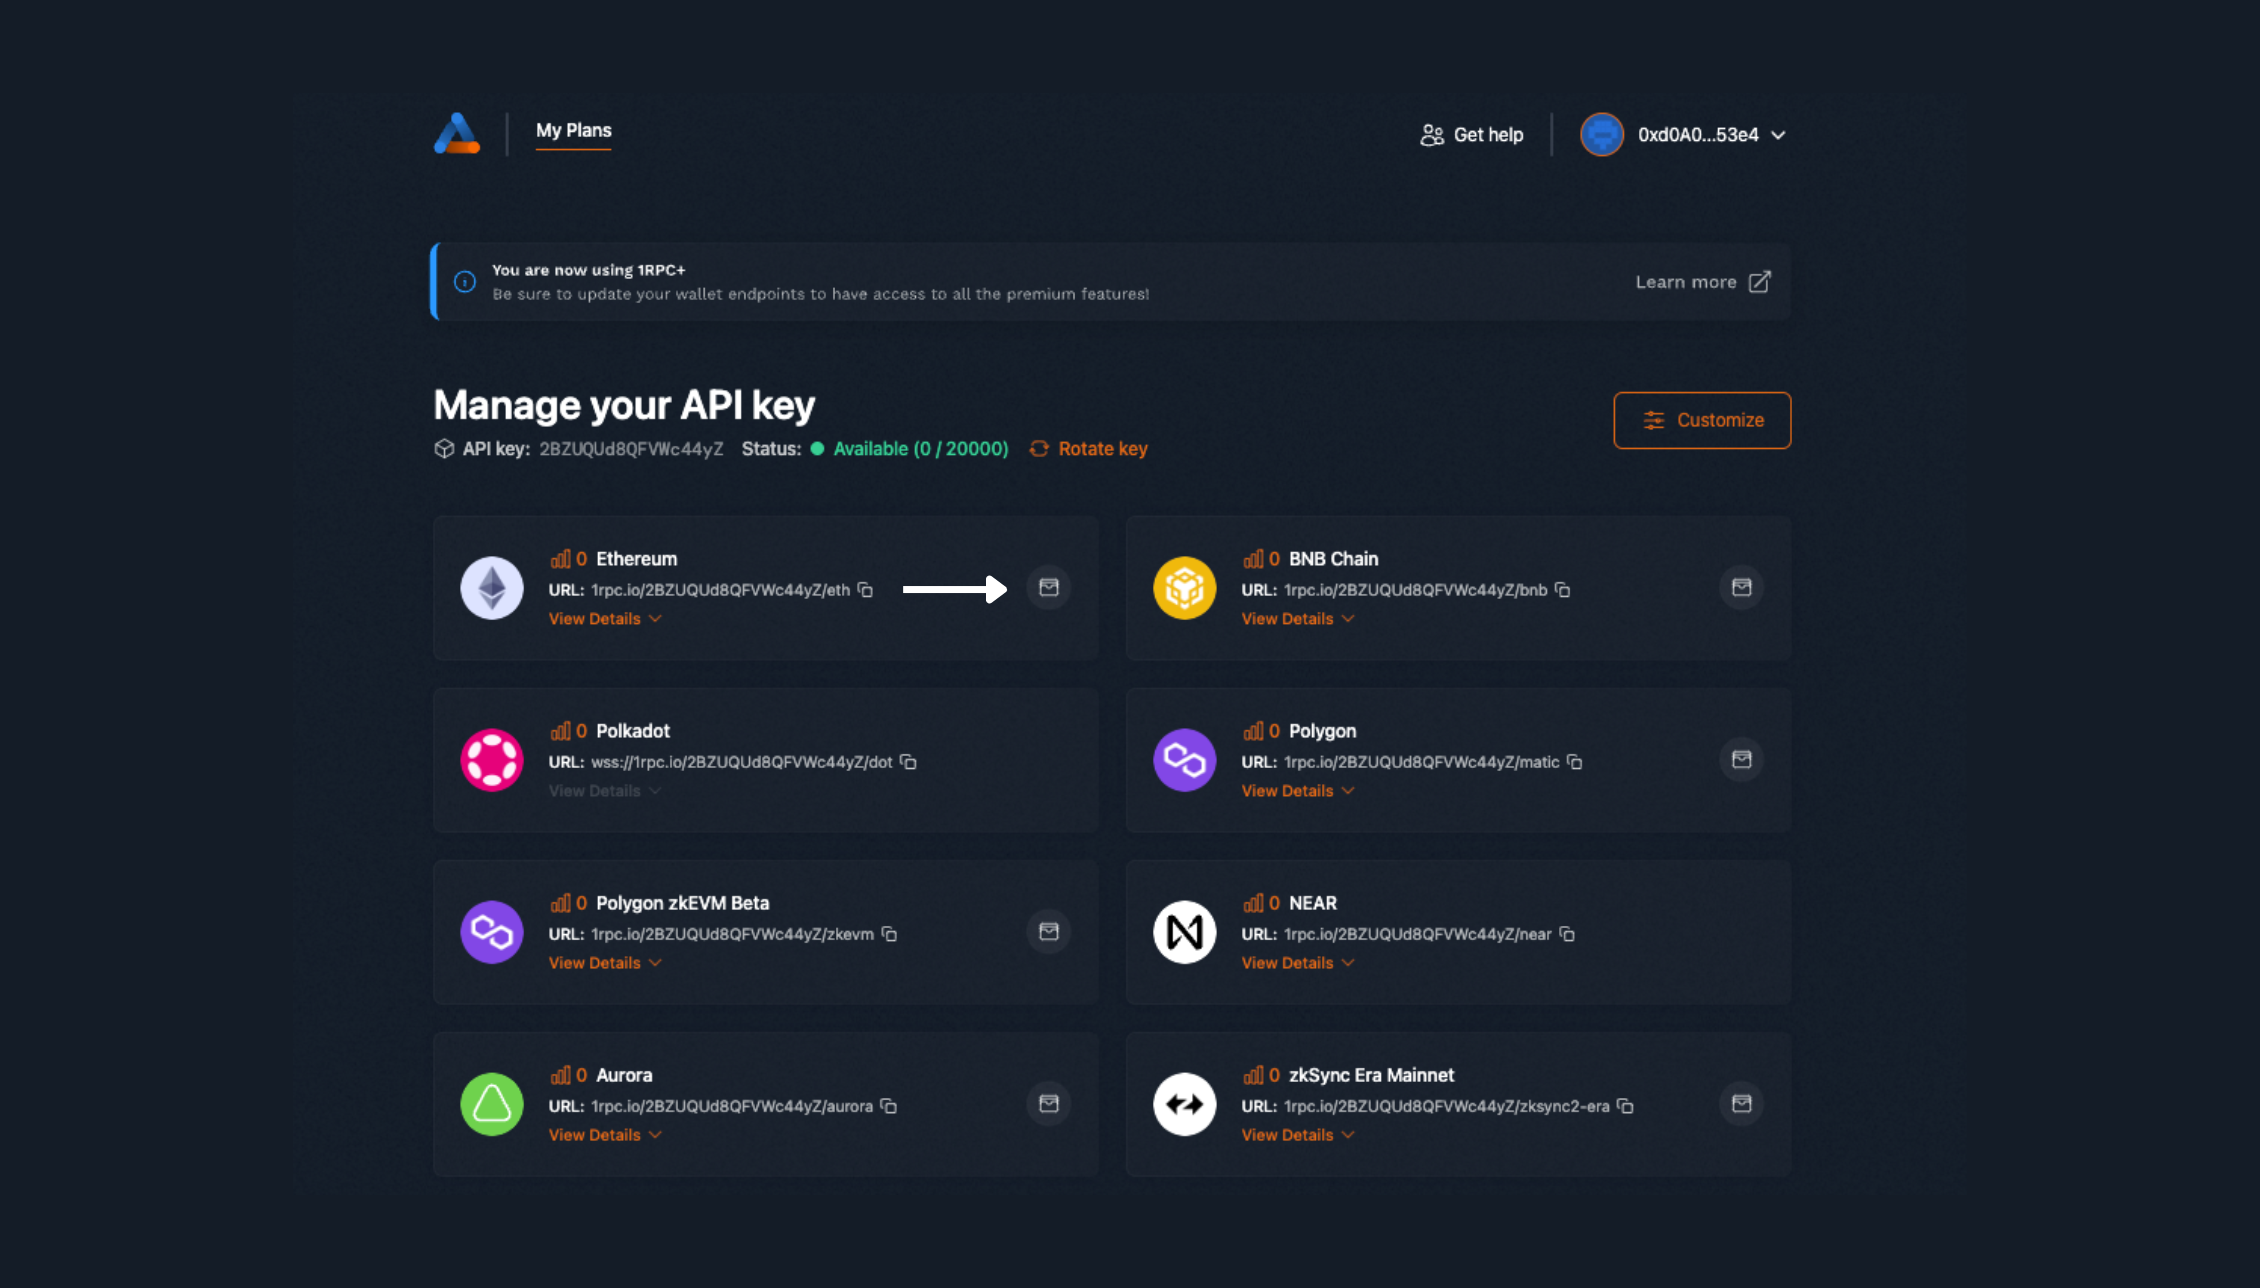 My Plans
Get help
0xd0A0...53e4
You are now using 1RPC+
Be sure to update your wallet endpoints to have access to all the premium features!
Learn more
Manage your API key
API key: 2BZUQUd8QFVWc44yZ Status: Available (0 / 20000) Rotate key
Customize
0 Ethereum
URL: 1rpc.io/2BZUQUd8QFVWc44yZ/eth
View Details
0 BNB Chain
URL: 1rpc.io/2BZUQUd8QFVWc44yZ/bnb
View Details
0 Polkadot
URL: wss://1rpc.io/2BZUQUd8QFVWc44yZ/dot
View Details
0 Polygon
URL: 1rpc.io/2BZUQUd8QFVWc44yZ/matic
View Details
0 Polygon zkEVM Beta
URL: 1rpc.io/2BZUQUd8QFVWc44yZ/zkevm
View Details
0 NEAR
URL: 1rpc.io/2BZUQUd8QFVWc44yZ/near
View Details
0 Aurora
URL: 1rpc.io/2BZUQUd8QFVWc44yZ/aurora
View Details
0 zkSync Era Mainnet
URL: 1rpc.io/2BZUQUd8QFVWc44yZ/zksync2-era
View Details